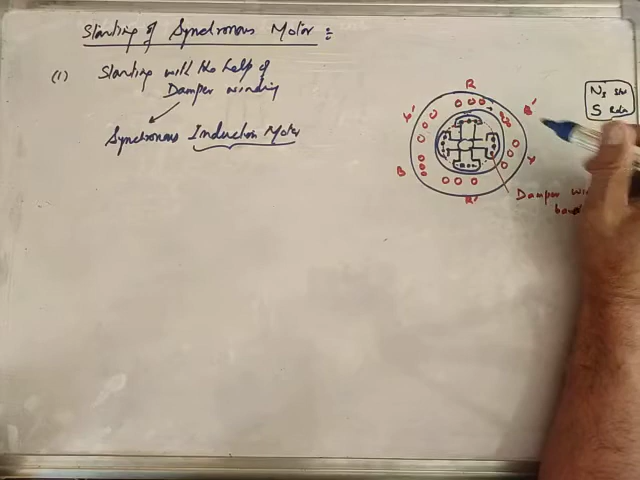 Starting of Synchronous Motor :-
(1) Starting with the help of
Damper winding
Synchronous Induction Motor
R
Y'
B'
B
Y
R'
Ns
S
Damper